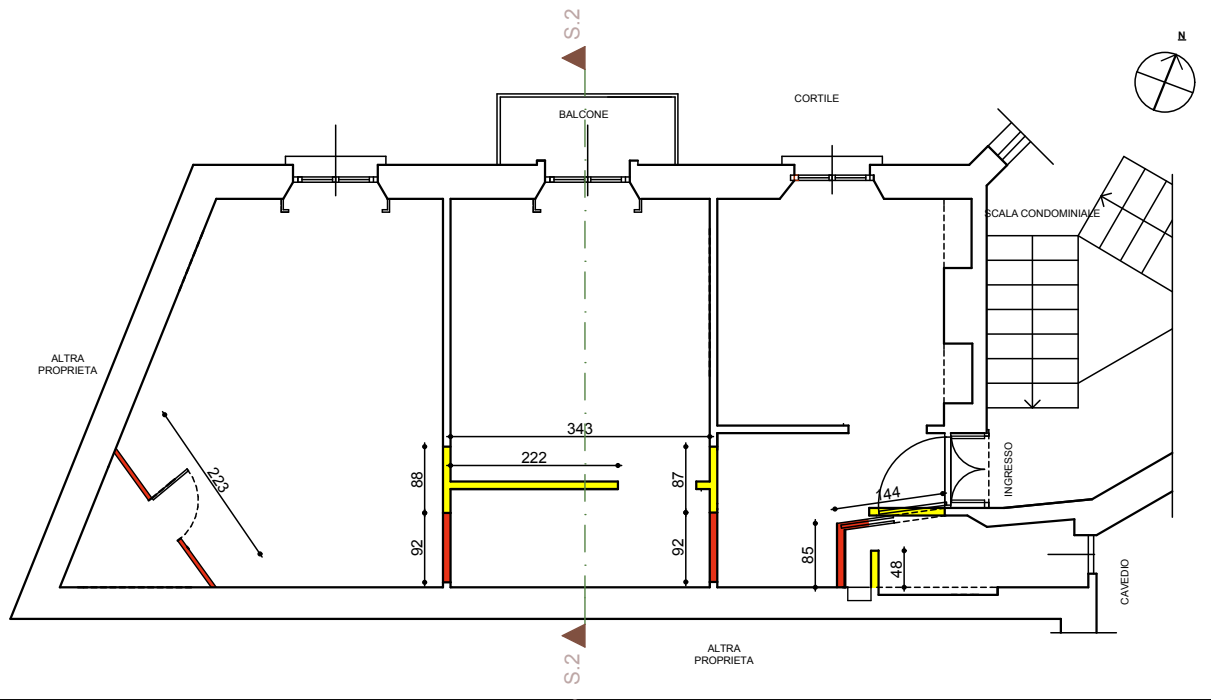 S.2
N
CORTILE
BALCONE
SCALA CONDOMINIALE
ALTRA
PROPRIETA
343
222
223
88
87
INGRESSO
144
92
92
85
48
CAVEDIO
ALTRA
PROPRIETA
S.2